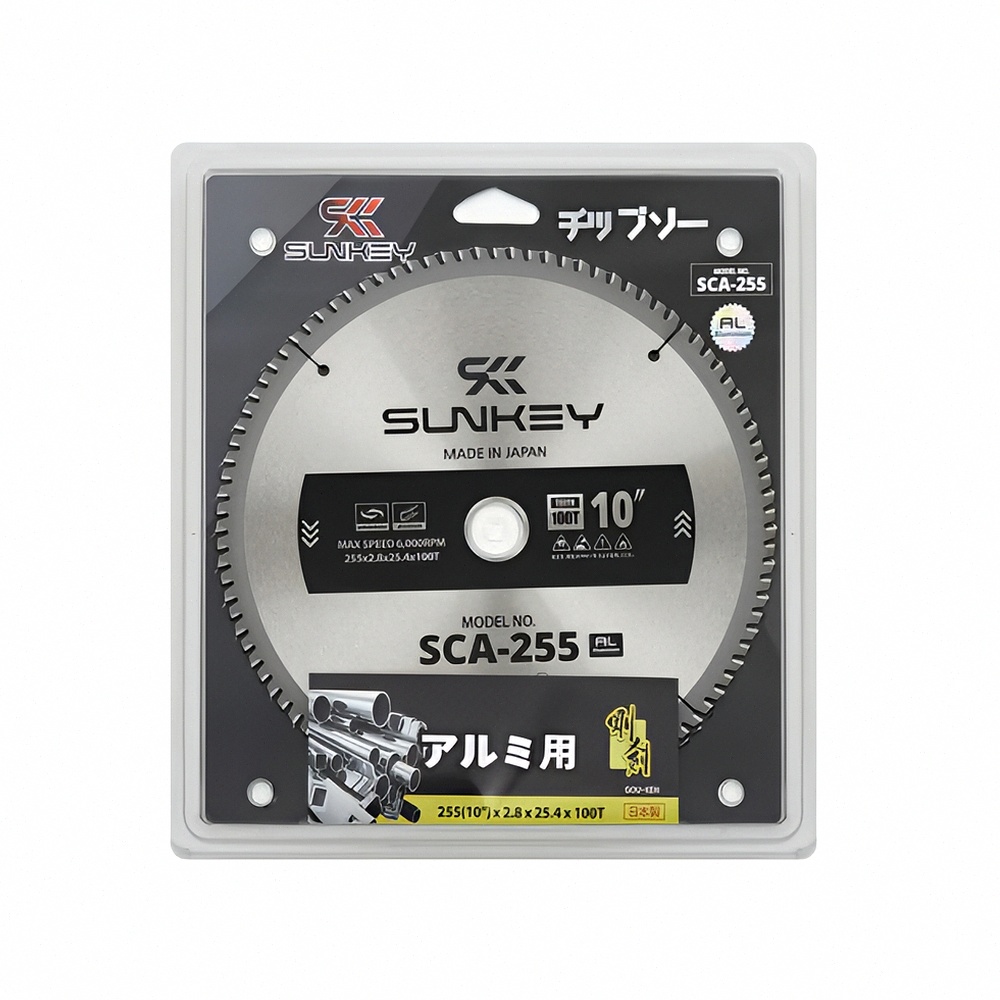 SUNKEY
チップソー
MODEL NO.
SCA-255
AL
SUNKEY
MADE IN JAPAN
100T
10"
MAX SPEED 6,000RPM
255x2.8x25.4x100T
MODEL NO.
SCA-255 AL
アルミ用
剛剣
GOU-KEN
255(10") x 2.8 x 25.4 x 100T
日本製